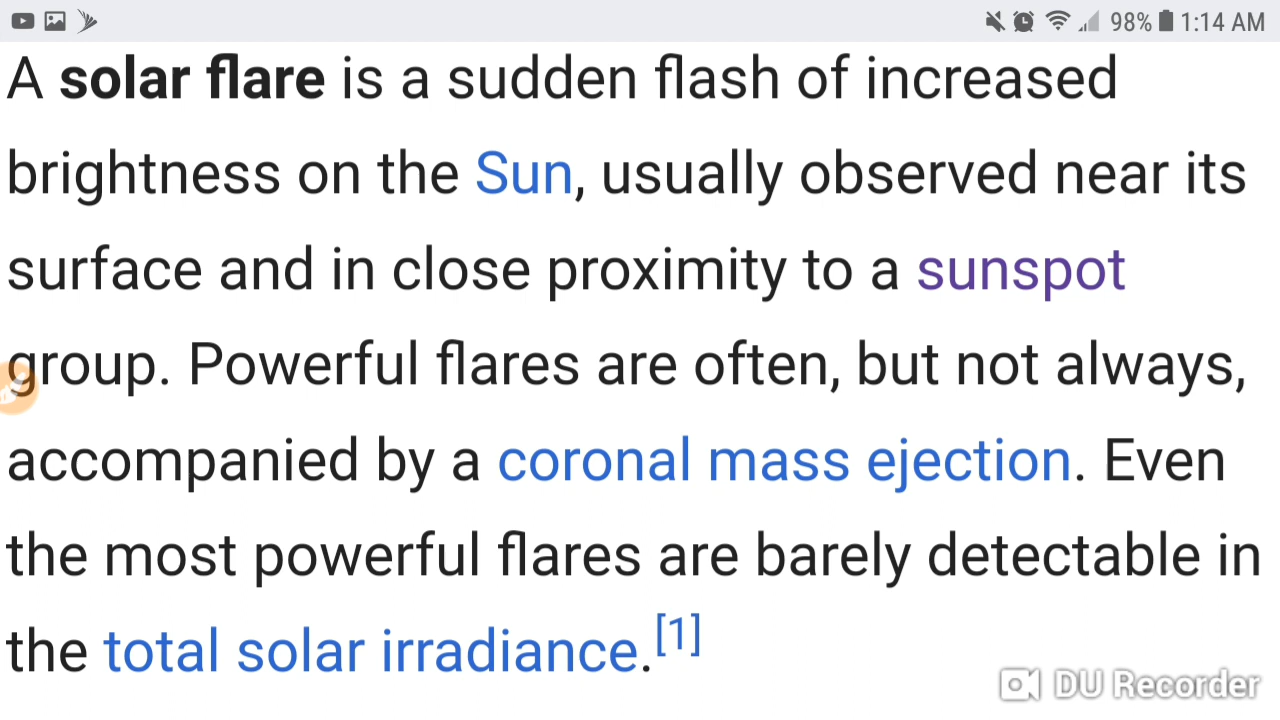 98% 1:14 AM
A solar flare is a sudden flash of increased
brightness on the Sun, usually observed near its
surface and in close proximity to a sunspot
group. Powerful flares are often, but not always,
accompanied by a coronal mass ejection. Even
the most powerful flares are barely detectable in
the total solar irradiance.[1]
DU Recorder